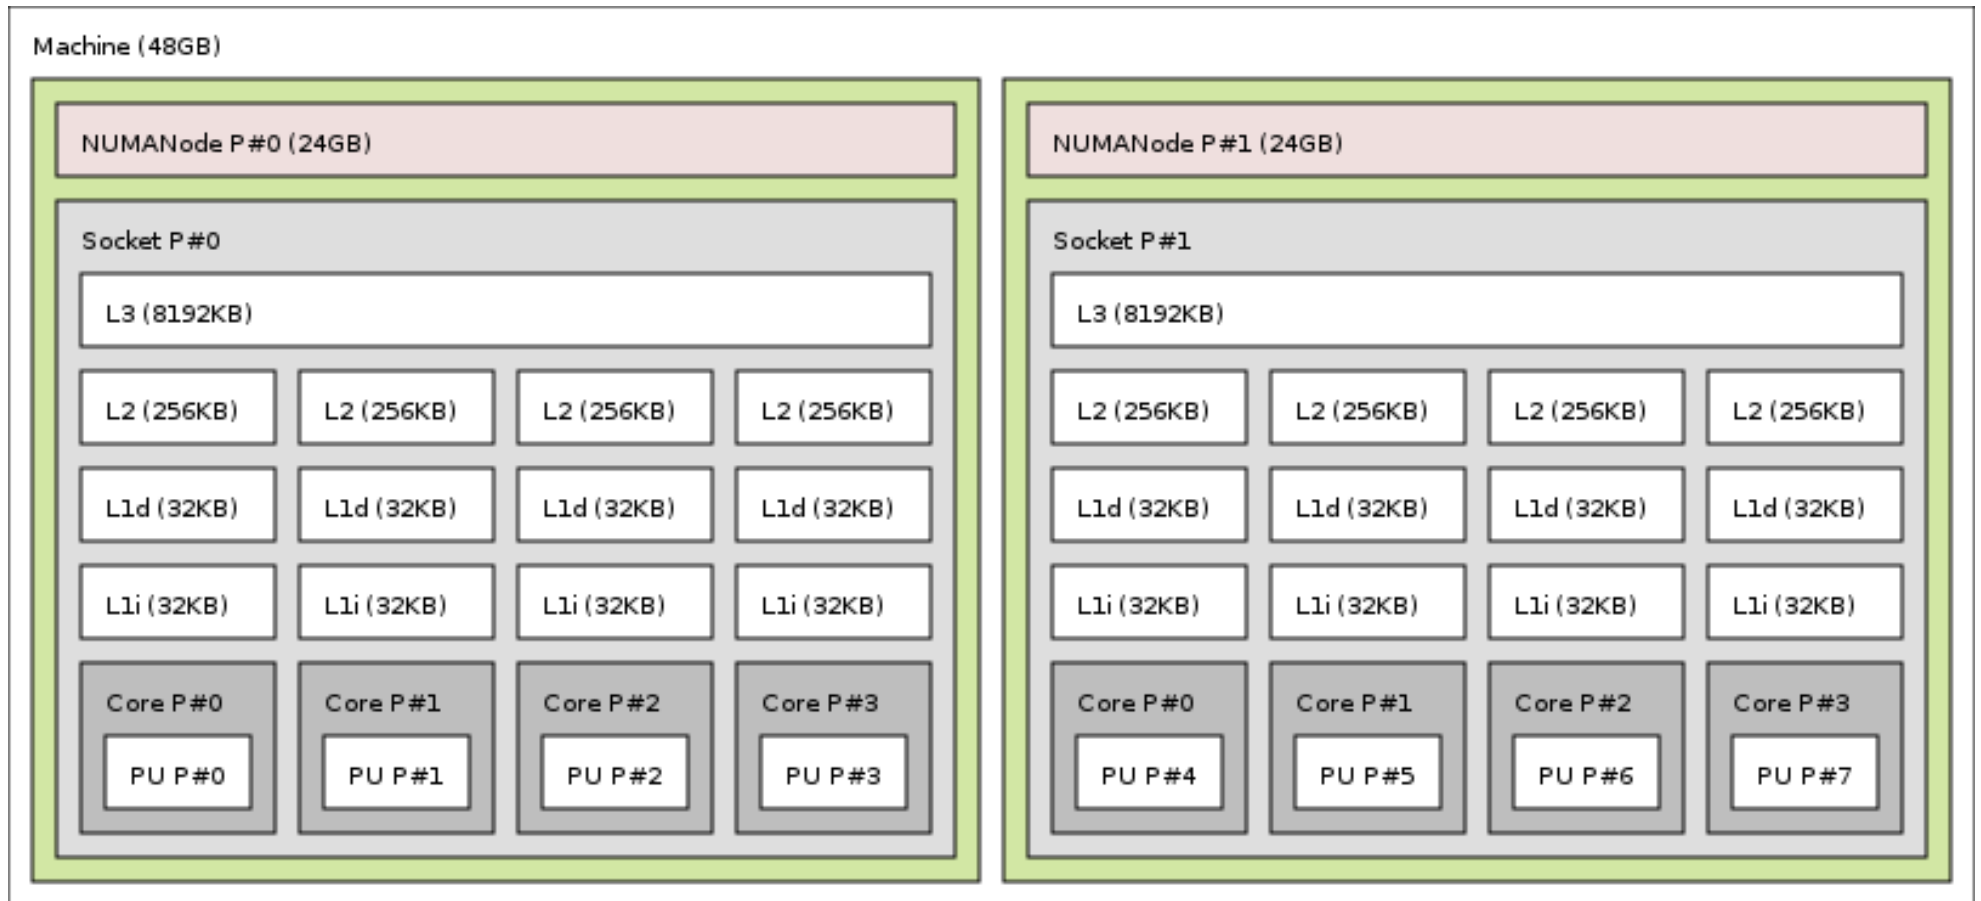 Machine (48GB)
NUMANode P#0 (24GB)
Socket P#0
L3 (8192KB)
L2 (256KB) L2 (256KB) L2 (256KB) L2 (256KB)
L1d (32KB) L1d (32KB) L1d (32KB) L1d (32KB)
L1i (32KB) L1i (32KB) L1i (32KB) L1i (32KB)
Core P#0 Core P#1 Core P#2 Core P#3
PU P#0 PU P#1 PU P#2 PU P#3
NUMANode P#1 (24GB)
Socket P#1
L3 (8192KB)
L2 (256KB) L2 (256KB) L2 (256KB) L2 (256KB)
L1d (32KB) L1d (32KB) L1d (32KB) L1d (32KB)
L1i (32KB) L1i (32KB) L1i (32KB) L1i (32KB)
Core P#0 Core P#1 Core P#2 Core P#3
PU P#4 PU P#5 PU P#6 PU P#7